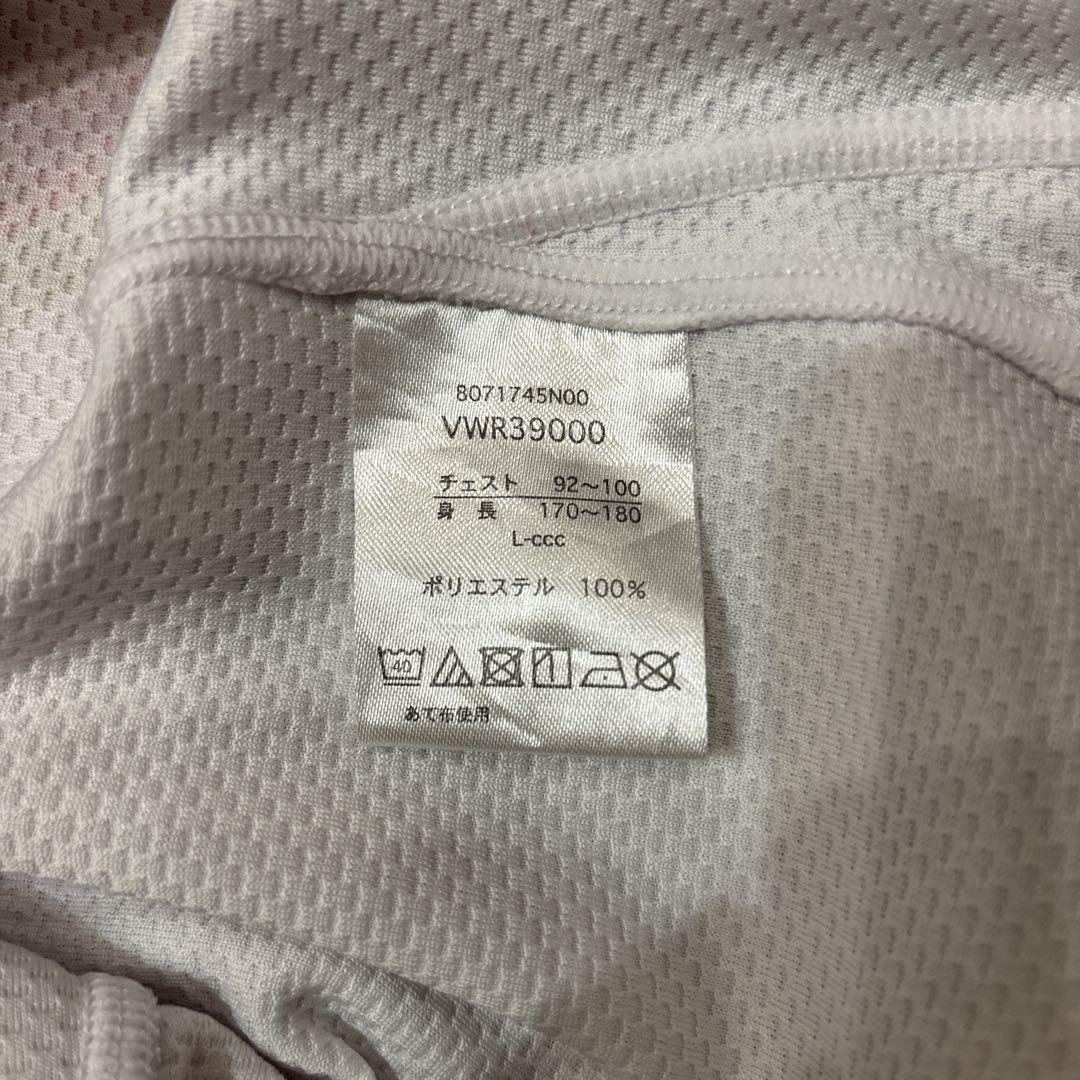 8071745N00
VWR39000
チェスト 92～100
身 長 170～180
L-ccc
ポリエステル 100%
40
あて布使用